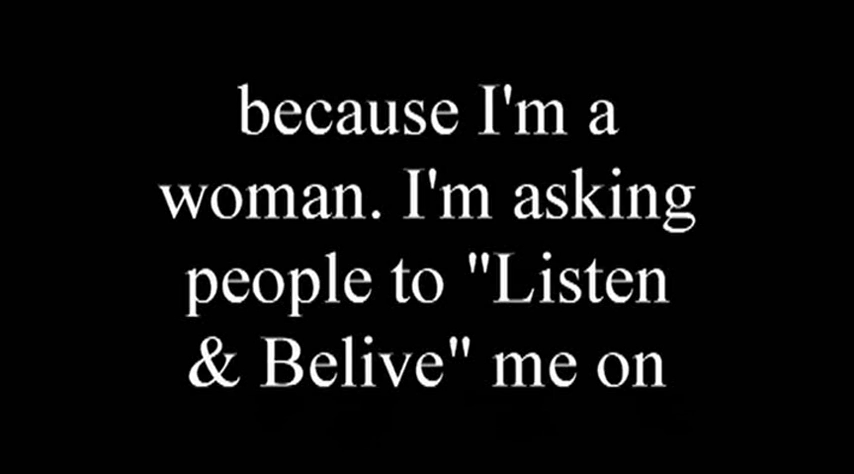 because I'm a
woman. I'm asking
people to "Listen
& Belive" me on